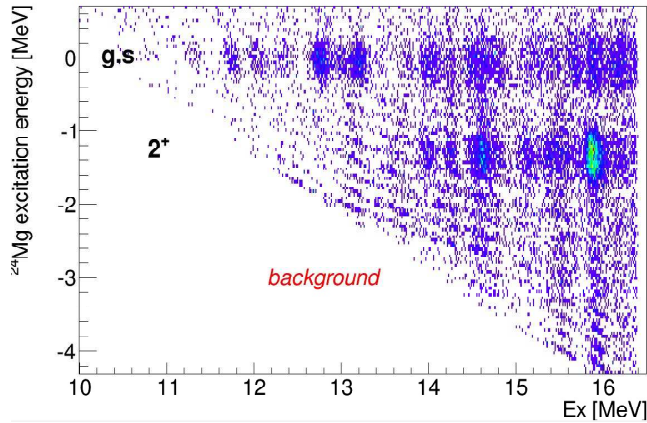 ²⁴Mg excitation energy [MeV]
0
-1
-2
-3
-4
g.s
2⁺
background
10 11 12 13 14 15 16
Ex [MeV]